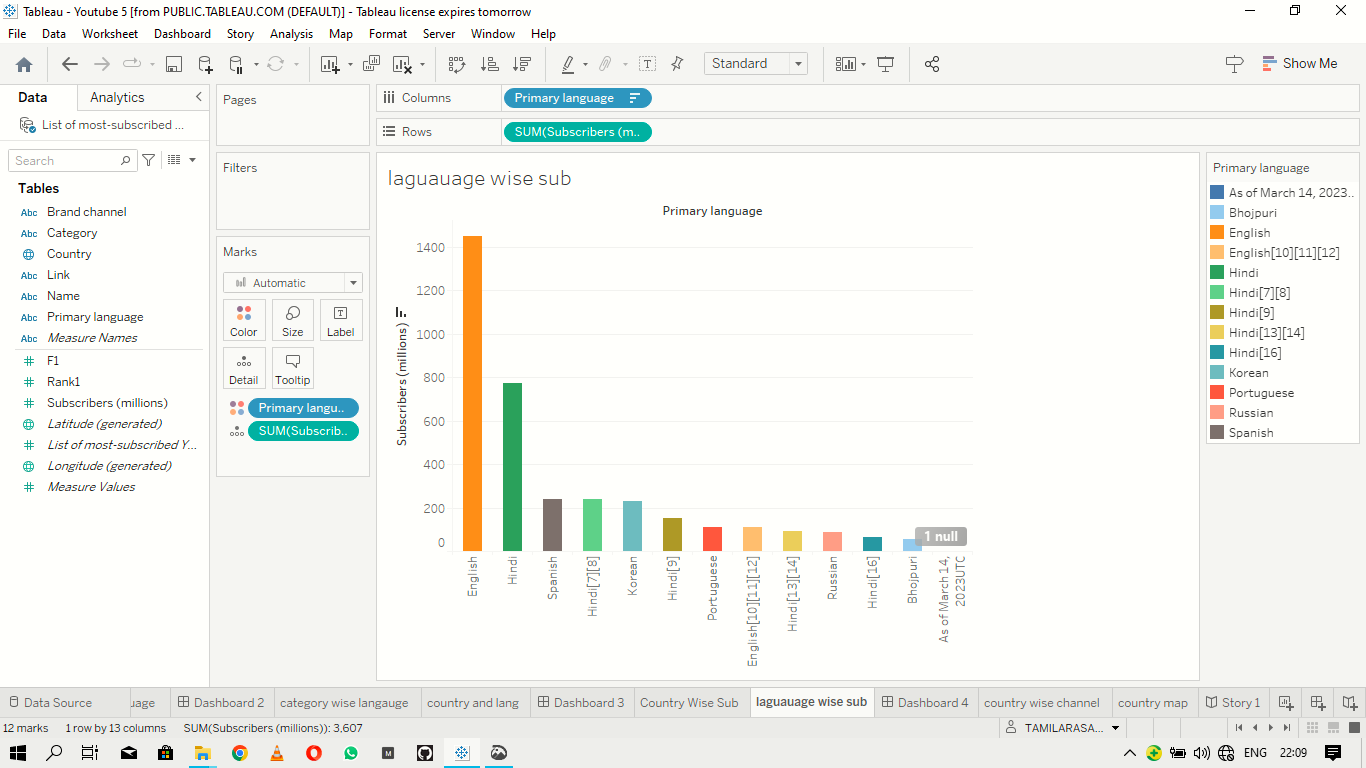 Tableau - Youtube 5 [from PUBLIC.TABLEAU.COM (DEFAULT)] - Tableau license expires tomorrow
File Data Worksheet Dashboard Story Analysis Map Format Server Window Help
Standard
Show Me
Data Analytics
List of most-subscribed ...
Search
Tables
Abc Brand channel
Abc Category
Country
Abc Link
Abc Name
Abc Primary language
Abc Measure Names
F1
Rank1
Subscribers (millions)
Latitude (generated)
List of most-subscribed Y...
Longitude (generated)
Measure Values
Pages
Filters
Marks
Automatic
Color Size Label
Detail Tooltip
Primary langu..
SUM(Subscrib..
Columns Primary language
Rows SUM(Subscribers (m..
laguauage wise sub
Primary language
Subscribers (millions)
1400
1200
1000
800
600
400
200
0
1 null
English
Hindi
Spanish
Hindi[7][8]
Korean
Hindi[9]
Portuguese
English[10][11][12]
Hindi[13][14]
Russian
Hindi[16]
Bhojpuri
As of March 14,
2023UTC
Primary language
As of March 14, 2023..
Bhojpuri
English
English[10][11][12]
Hindi
Hindi[7][8]
Hindi[9]
Hindi[13][14]
Hindi[16]
Korean
Portuguese
Russian
Spanish
Data Source uage Dashboard 2 category wise langauge country and lang Dashboard 3 Country Wise Sub laguauage wise sub Dashboard 4 country wise channel country map Story 1
12 marks 1 row by 13 columns SUM(Subscribers (millions)): 3,607 TAMILARASA...
M ENG 22:09